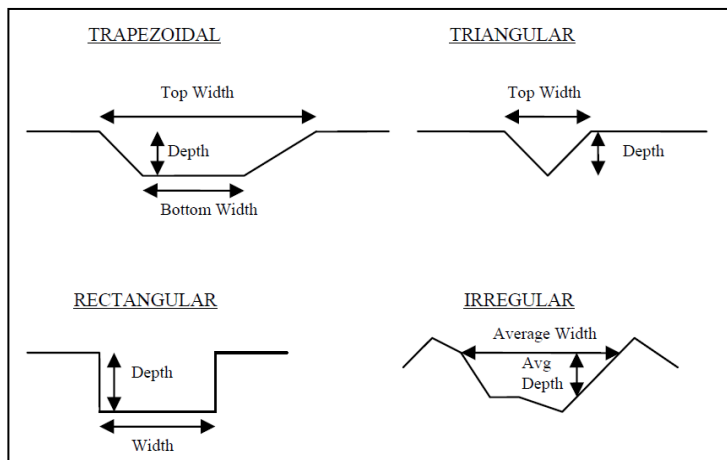 TRAPEZOIDAL
Top Width
Depth
Bottom Width
TRIANGULAR
Top Width
Depth
RECTANGULAR
Depth
Width
IRREGULAR
Average Width
Avg
Depth